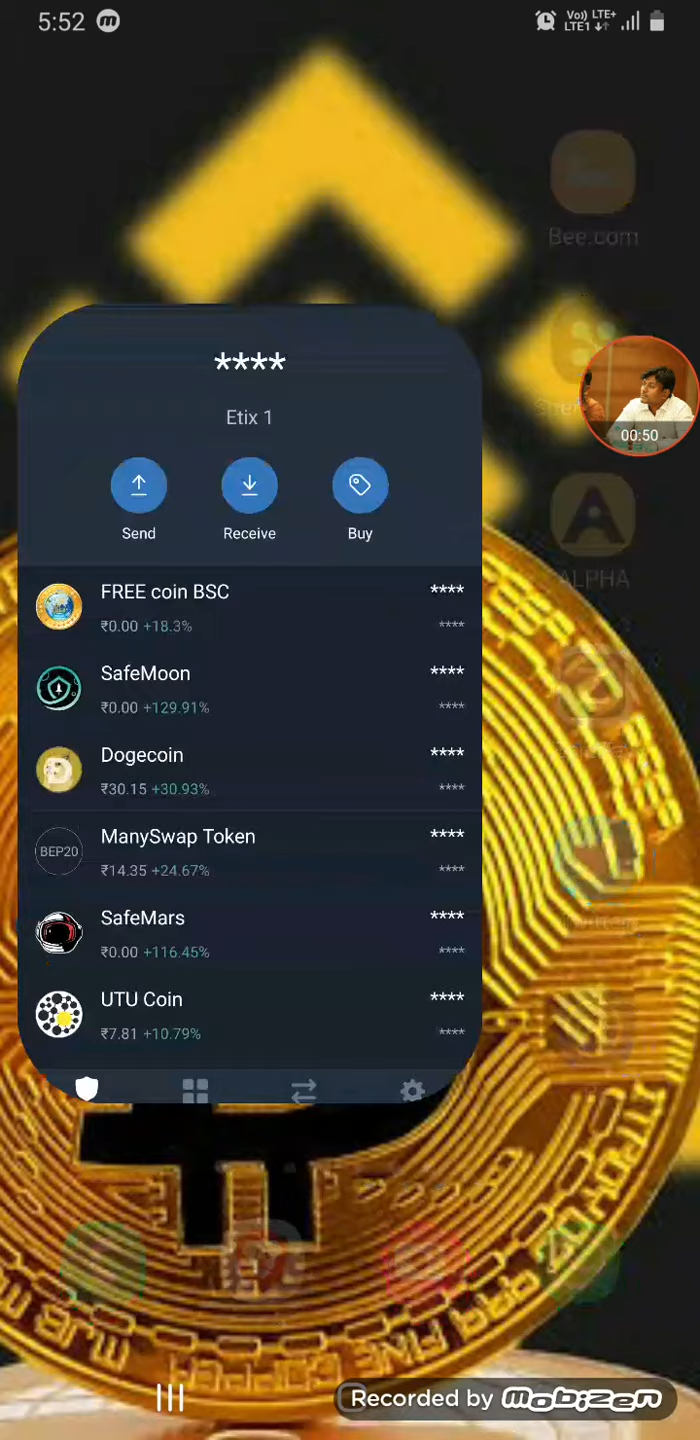 5:52
Vo)) LTE+
LTE1
Bee.com
00:50
****
Etix 1
Send
Receive
Buy
ALPHA
FREE coin BSC
****
₹0.00 +18.3%
****
SafeMoon
****
₹0.00 +129.91%
****
Dogecoin
****
₹30.15 +30.93%
****
BEP20
ManySwap Token
****
₹14.35 +24.67%
****
SafeMars
****
₹0.00 +116.45%
****
UTU Coin
****
₹7.81 +10.79%
****
FINE COPPER
Recorded by Mobizen